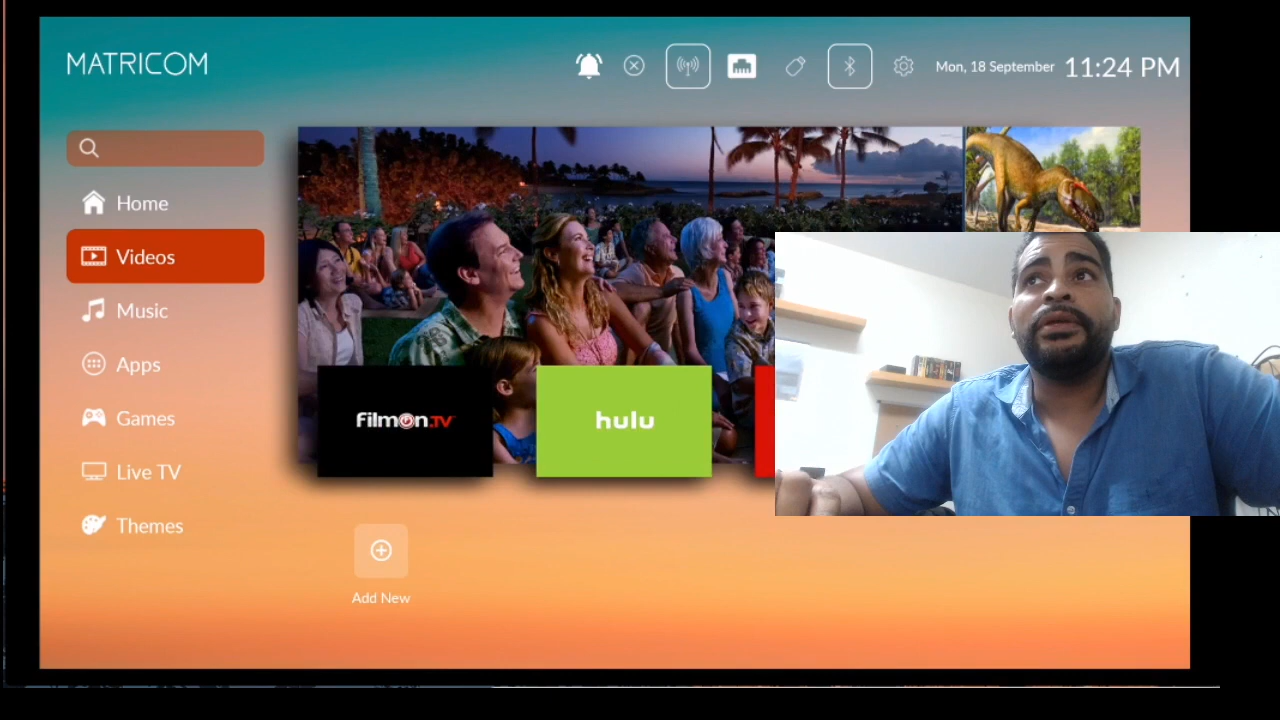 MATRICOM
Mon, 18 September 11:24 PM
Home
Videos
Music
Apps
Games
Live TV
Themes
filmon.TV
hulu
Add New